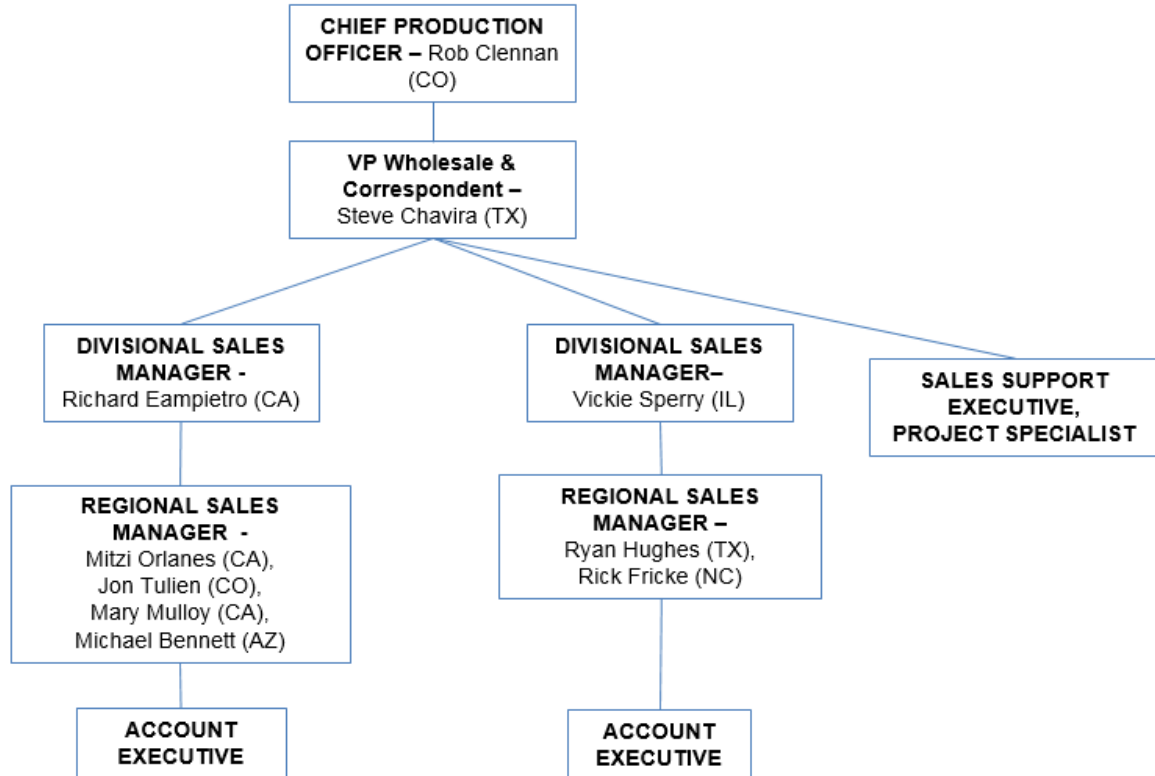 CHIEF PRODUCTION
OFFICER – Rob Clennan
(CO)
VP Wholesale &
Correspondent –
Steve Chavira (TX)
DIVISIONAL SALES
MANAGER -
Richard Eampietro (CA)
DIVISIONAL SALES
MANAGER–
Vickie Sperry (IL)
SALES SUPPORT
EXECUTIVE,
PROJECT SPECIALIST
REGIONAL SALES
MANAGER -
Mitzi Orlanes (CA),
Jon Tulien (CO),
Mary Mulloy (CA),
Michael Bennett (AZ)
REGIONAL SALES
MANAGER –
Ryan Hughes (TX),
Rick Fricke (NC)
ACCOUNT
EXECUTIVE
ACCOUNT
EXECUTIVE